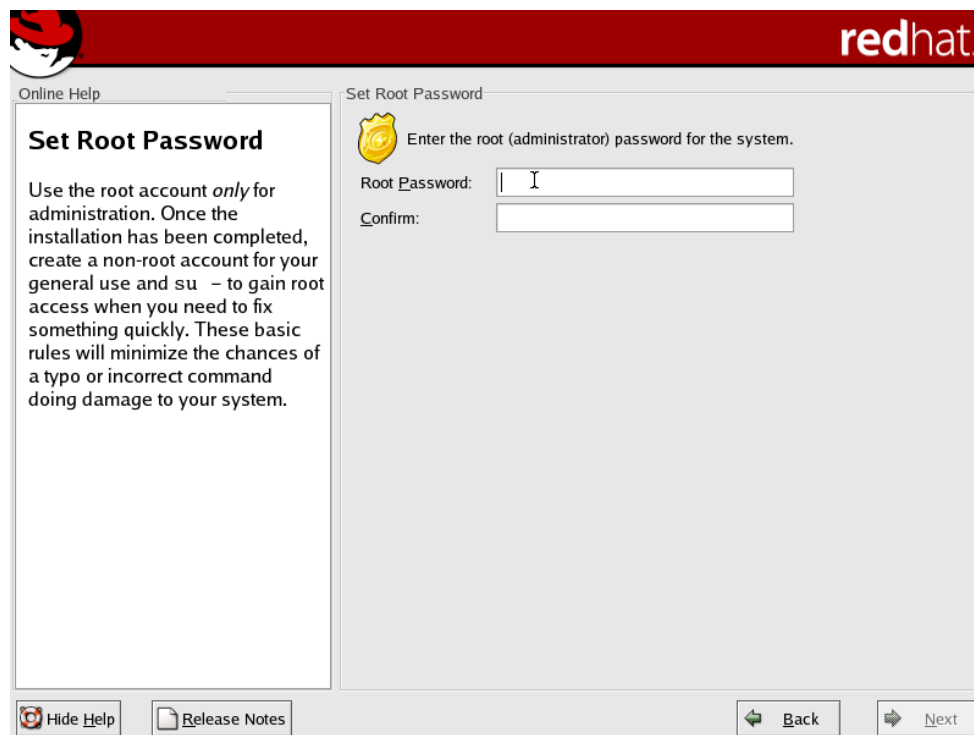 redhat.
Online Help
Set Root Password
Use the root account only for
administration. Once the
installation has been completed,
create a non-root account for your
general use and su – to gain root
access when you need to fix
something quickly. These basic
rules will minimize the chances of
a typo or incorrect command
doing damage to your system.
Set Root Password
Enter the root (administrator) password for the system.
Root Password:
Confirm:
Hide Help
Release Notes
Back
Next